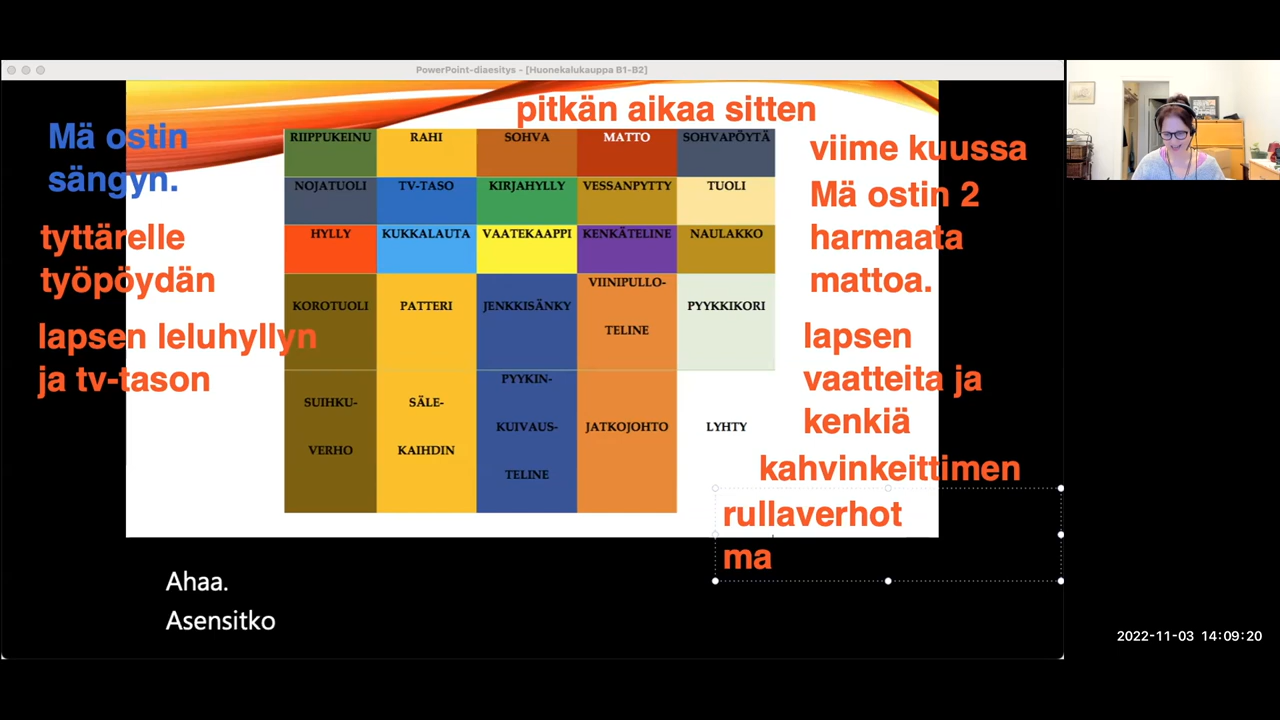 PowerPoint-diaesitys - [Huonekalukauppa B1-B2]
pitkän aikaa sitten
Mä ostin
sängyn.
tyttärelle
työpöydän
lapsen leluhyllyn
ja tv-tason
RIIPPUKEINU RAHI SOHVA MATTO SOHVAPÖYTÄ
NOJATUOLI TV-TASO KIRJAHYLLY VESSANPYTTY TUOLI
HYLLY KUKKALAUTA VAATEKAAPPI KENKÄTELINE NAULAKKO
KOROTUOLI PATTERI JENKKISÄNKY VIINIPULLO-
TELINE PYYKKIKORI
SUIHKU-
VERHO
SÄLE-
KAIHDIN
PYYKIN-
KUIVAUS-
TELINE
JATKOJOHTO LYHTY
viime kuussa
Mä ostin 2
harmaata
mattoa.
lapsen
vaatteita ja
kenkiä
kahvinkeittimen
rullaverhot
ma
Ahaa.
Asensitko
2022-11-03 14:09:20